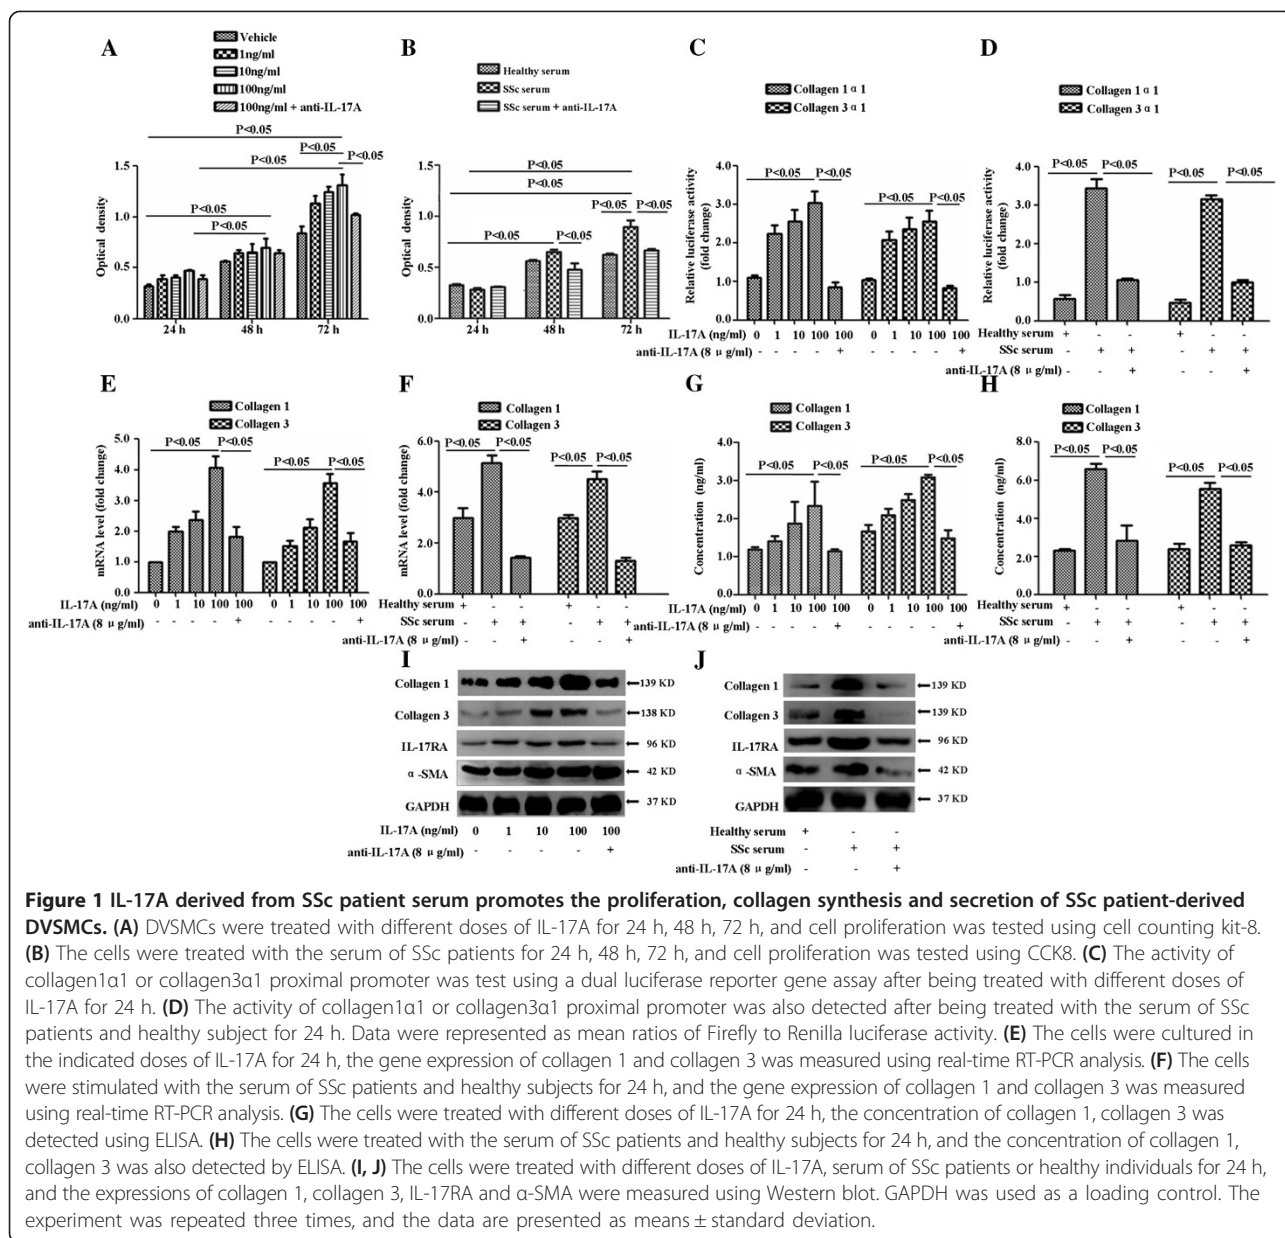 A
Vehicle
1ng/ml
10ng/ml
100ng/ml
100ng/ml + anti-IL-17A
P<0.05
P<0.05
P<0.05
P<0.05
P<0.05
P<0.05
Optical density
1.5
1.0
0.5
0.0
24 h
48 h
72 h
B
Healthy serum
SSc serum
SSc serum + anti-IL-17A
P<0.05
P<0.05
P<0.05
P<0.05
P<0.05
P<0.05
Optical density
1.5
1.0
0.5
0.0
24 h
48 h
72 h
C
Collagen 1 α 1
Collagen 3 α 1
P<0.05
P<0.05
P<0.05
P<0.05
Relative luciferase activity
(fold change)
4.0
3.0
2.0
1.0
0.0
IL-17A
(ng/ml)
0 1 10 100 100 0 1 10 100 100
anti-IL-17A (8 μg/ml) - - - - + - - - - +
D
Collagen 1 α 1
Collagen 3 α 1
P<0.05
P<0.05
P<0.05
P<0.05
Relative luciferase activity
(fold change)
4.0
3.0
2.0
1.0
0.0
Healthy serum + - - + - -
SSc serum - + + - + +
anti-IL-17A (8 μg/ml) - - + - - +
E
Collagen 1
Collagen 3
P<0.05
P<0.05
P<0.05
P<0.05
mRNA level (fold change)
5.0
4.0
3.0
2.0
1.0
0.0
IL-17A (ng/ml) 0 1 10 100 100 0 1 10 100 100
anti-IL-17A (8 μg/ml) - - - - + - - - - +
F
Collagen 1
Collagen 3
P<0.05
P<0.05
P<0.05
P<0.05
mRNA level (fold change)
6.0
4.0
2.0
0.0
Healthy serum + - - + - -
SSc serum - + + - + +
anti-IL-17A (8 μg/ml) - - + - - +
G
Collagen 1
Collagen 3
P<0.05
P<0.05
P<0.05
P<0.05
Concentration (ng/ml)
4.0
3.0
2.0
1.0
0.0
IL-17A
(ng/ml)
0 1 10 100 100 0 1 10 100 100
anti-IL-17A (8 μg/ml) - - - - + - - - - +
H
Collagen 1
Collagen 3
P<0.05
P<0.05
P<0.05
P<0.05
Concentration (ng/ml)
8.0
6.0
4.0
2.0
0.0
Healthy serum + - - + - -
SSc serum - + + - + +
anti-IL-17A (8 μg/ml) - - + - - +
I
Collagen 1 139 KD
Collagen 3 138 KD
IL-17RA 96 KD
α-SMA 42 KD
GAPDH 37 KD
IL-17A (ng/ml) 0 1 10 100 100
anti-IL-17A (8 μg/ml) - - - - +
J
Collagen 1 139 KD
Collagen 3 139 KD
IL-17RA 96 KD
α-SMA 42 KD
GAPDH 37 KD
Healthy serum + - -
SSc serum - + +
anti-IL-17A (8 μg/ml) - - +
Figure 1 IL-17A derived from SSc patient serum promotes the proliferation, collagen synthesis and secretion of SSc patient-derived
DVSMCs. (A) DVSMCs were treated with different doses of IL-17A for 24 h, 48 h, 72 h, and cell proliferation was tested using cell counting kit-8.
(B) The cells were treated with the serum of SSc patients for 24 h, 48 h, 72 h, and cell proliferation was tested using CCK8. (C) The activity of
collagen1α1 or collagen3α1 proximal promoter was test using a dual luciferase reporter gene assay after being treated with different doses of
IL-17A for 24 h. (D) The activity of collagen1α1 or collagen3α1 proximal promoter was also detected after being treated with the serum of SSc
patients and healthy subject for 24 h. Data were represented as mean ratios of Firefly to Renilla luciferase activity. (E) The cells were cultured in
the indicated doses of IL-17A for 24 h, the gene expression of collagen 1 and collagen 3 was measured using real-time RT-PCR analysis. (F) The cells
were stimulated with the serum of SSc patients and healthy subjects for 24 h, and the gene expression of collagen 1 and collagen 3 was measured
using real-time RT-PCR analysis. (G) The cells were treated with different doses of IL-17A for 24 h, the concentration of collagen 1, collagen 3 was
detected using ELISA. (H) The cells were treated with the serum of SSc patients and healthy subjects for 24 h, and the concentration of collagen 1,
collagen 3 was also detected by ELISA. (I, J) The cells were treated with different doses of IL-17A, serum of SSc patients or healthy individuals for 24 h,
and the expressions of collagen 1, collagen 3, IL-17RA and α-SMA were measured using Western blot. GAPDH was used as a loading control. The
experiment was repeated three times, and the data are presented as means ± standard deviation.